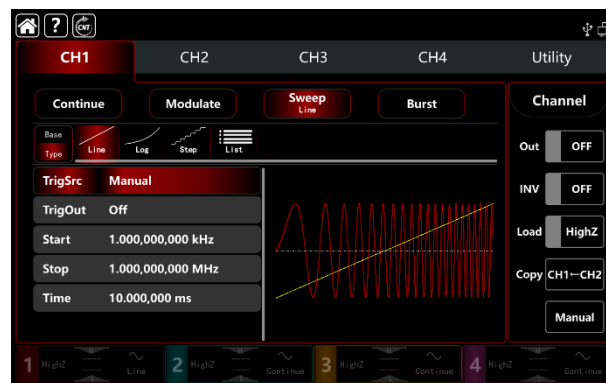 ? CNT
CH1 CH2 CH3 CH4 Utility
Continue Modulate Sweep Burst Channel
Line
Base
Type Line Log Step List
Out OFF
TrigSrc Manual
INV OFF
TrigOut Off
Load HighZ
Start 1.000,000,000 kHz
Stop 1.000,000,000 MHz
Copy CH1←CH2
Time 10.000,000 ms
Manual
1 HighZ Line 2 HighZ Continue 3 HighZ Continue 4 HighZ Continue